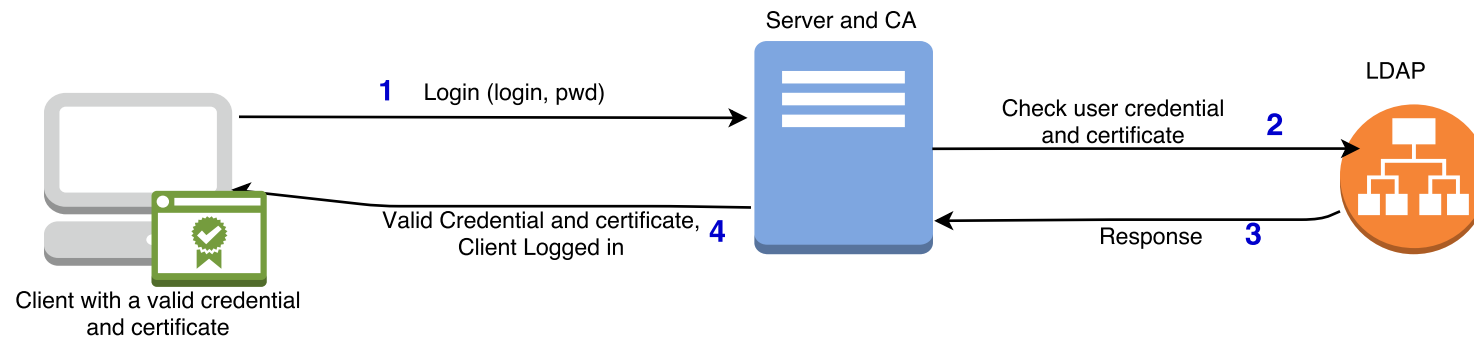 Server and CA
LDAP
1
Login (login, pwd)
Check user credential
and certificate
2
Valid Credential and certificate,
Client Logged in
4
Response
3
Client with a valid credential
and certificate